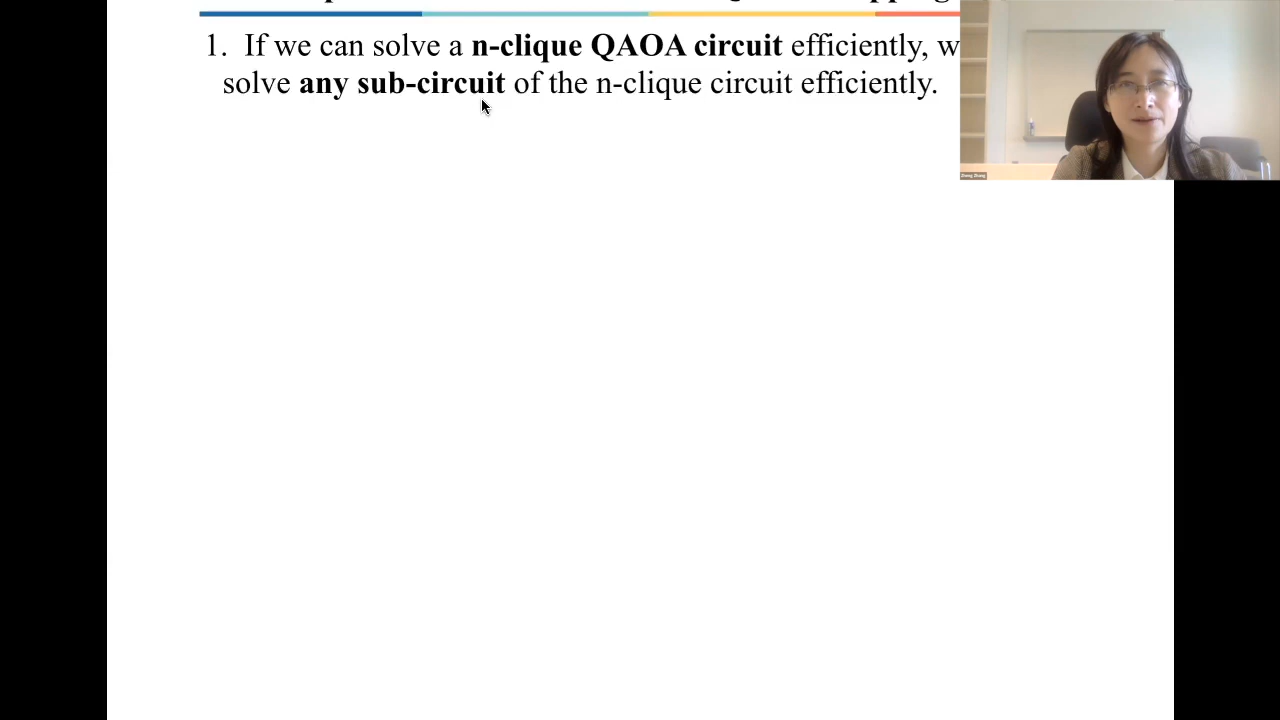 1. If we can solve a n-clique QAOA circuit efficiently, w
solve any sub-circuit of the n-clique circuit efficiently.